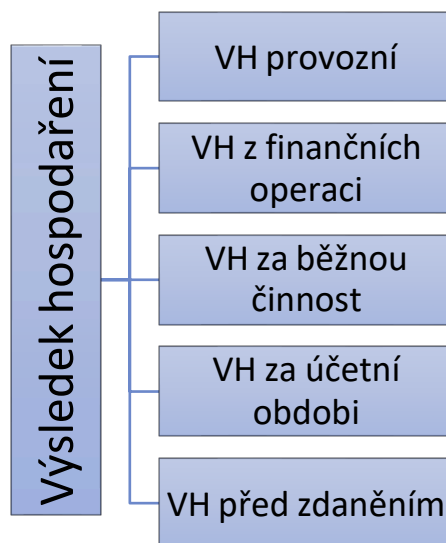 Výsledek hospodaření
VH provozní
VH z finančních
operaci
VH za běžnou
činnost
VH za účetní
obdobi
VH před zdaněním